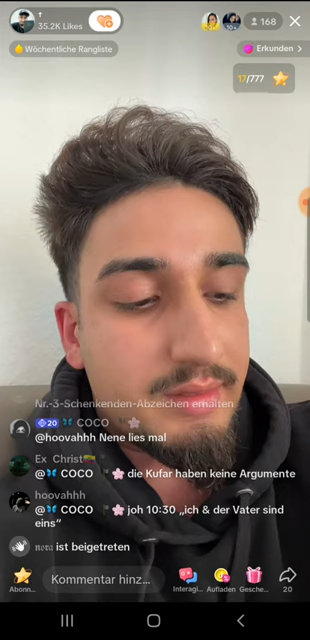 35.2K Likes
168
Wöchentliche Rangliste
Erkunden >
17/777
Nr.-3-Schenkenden-Abzeichen erhalten
20 COCO
@hoovahhh Nene lies mal
Ex Christ
@🦋 COCO 🌸 die Kufar haben keine Argumente
hoovahhh
@🦋 COCO 🌸 joh 10:30 „ich & der Vater sind
eins“
nora ist beigetreten
Abonn...
Kommentar hinz...
Interagi...
Aufladen
Gesche...
20